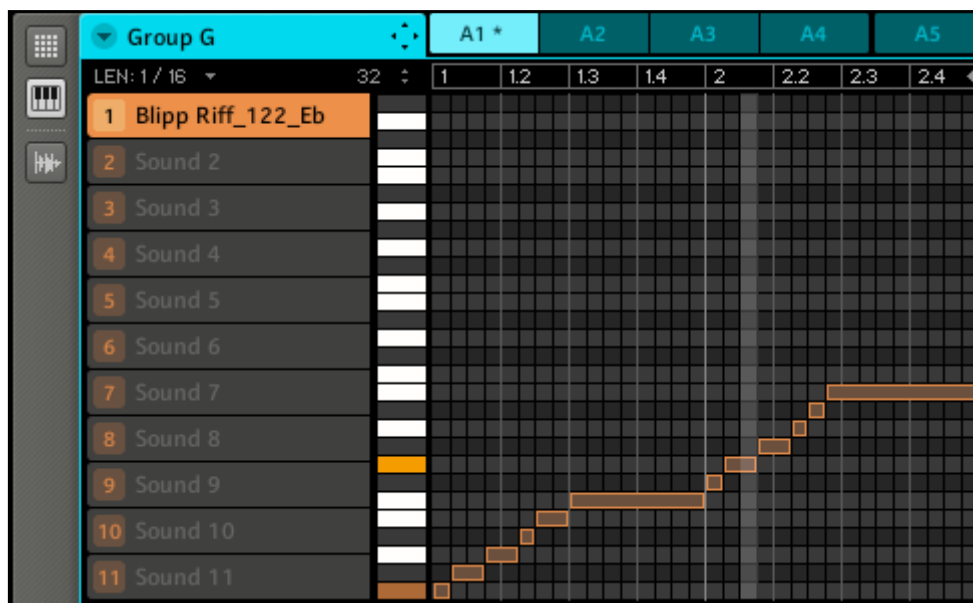 Group G
A1 * A2 A3 A4 A5
LEN: 1 / 16 32 1 1.2 1.3 1.4 2 2.2 2.3 2.4
1 Blipp Riff_122_Eb
2 Sound 2
3 Sound 3
4 Sound 4
5 Sound 5
6 Sound 6
7 Sound 7
8 Sound 8
9 Sound 9
10 Sound 10
11 Sound 11